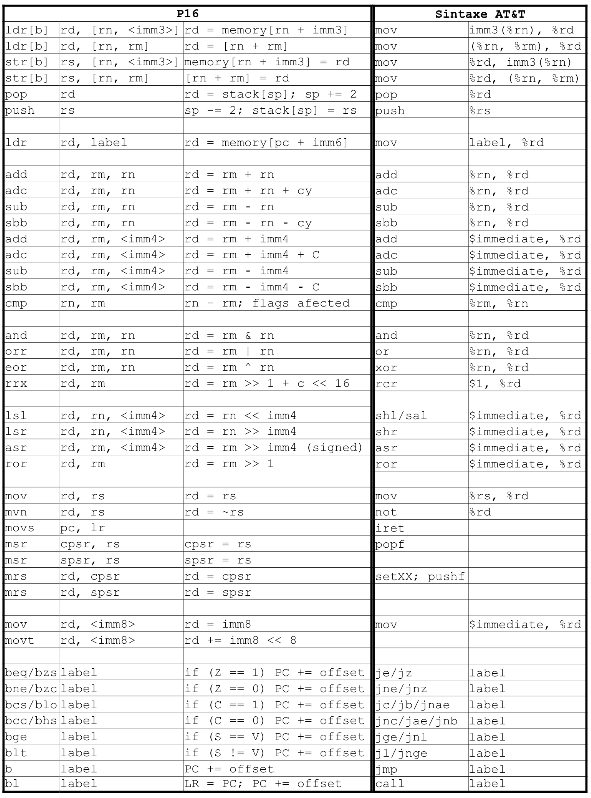 P16 Sintaxe AT&T
ldr[b] rd, [rn, <imm3>] rd = memory[rn + imm3] mov imm3(%rn), %rd
ldr[b] rd, [rn, rm] rd = [rn + rm] mov (%rn, %rm), %rd
str[b] rs, [rn, <imm3>] memory[rn + imm3] = rd mov %rd, imm3(%rn)
str[b] rs, [rn, rm] [rn + rm] = rd mov %rd, (%rn, %rm)
pop rd rd = stack[sp]; sp += 2 pop %rd
push rs sp -= 2; stack[sp] = rs push %rs
ldr rd, label rd = memory[pc + imm6] mov label, %rd
add rd, rm, rn rd = rm + rn add %rn, %rd
adc rd, rm, rn rd = rm + rn + cy adc %rn, %rd
sub rd, rm, rn rd = rm - rn sub %rn, %rd
sbb rd, rm, rn rd = rm - rn - cy sbb %rn, %rd
add rd, rm, <imm4> rd = rm + imm4 add $immediate, %rd
adc rd, rm, <imm4> rd = rm + imm4 + C adc $immediate, %rd
sub rd, rm, <imm4> rd = rm - imm4 sub $immediate, %rd
sbb rd, rm, <imm4> rd = rm - imm4 - C sbb $immediate, %rd
cmp rn, rm rn - rm; flags afected cmp %rm, %rn
and rd, rm, rn rd = rm & rn and %rn, %rd
orr rd, rm, rn rd = rm | rn or %rn, %rd
eor rd, rm, rn rd = rm ^ rn xor %rn, %rd
rrx rd, rm rd = rm >> 1 + c << 16 rcr $1, %rd
lsl rd, rn, <imm4> rd = rn << imm4 shl/sal $immediate, %rd
lsr rd, rn, <imm4> rd = rn >> imm4 shr $immediate, %rd
asr rd, rm, <imm4> rd = rm >> imm4 (signed) asr $immediate, %rd
ror rd, rm rd = rm >> 1 ror $immediate, %rd
mov rd, rs rd = rs mov %rs, %rd
mvn rd, rs rd = ~rs not %rd
movs pc, lr iret
msr cpsr, rs cpsr = rs popf
msr spsr, rs spsr = rs
mrs rd, cpsr rd = cpsr setXX; pushf
mrs rd, spsr rd = spsr
mov rd, <imm8> rd = imm8 mov $immediate, %rd
movt rd, <imm8> rd += imm8 << 8
beq/bzs label if (Z == 1) PC += offset je/jz label
bne/bzc label if (Z == 0) PC += offset jne/jnz label
bcs/blo label if (C == 1) PC += offset jc/jb/jnae label
bcc/bhs label if (C == 0) PC += offset jnc/jae/jnb label
bge label if (S == V) PC += offset jge/jnl label
blt label if (S != V) PC += offset jl/jnge label
b label PC += offset jmp label
bl label LR = PC; PC += offset call label